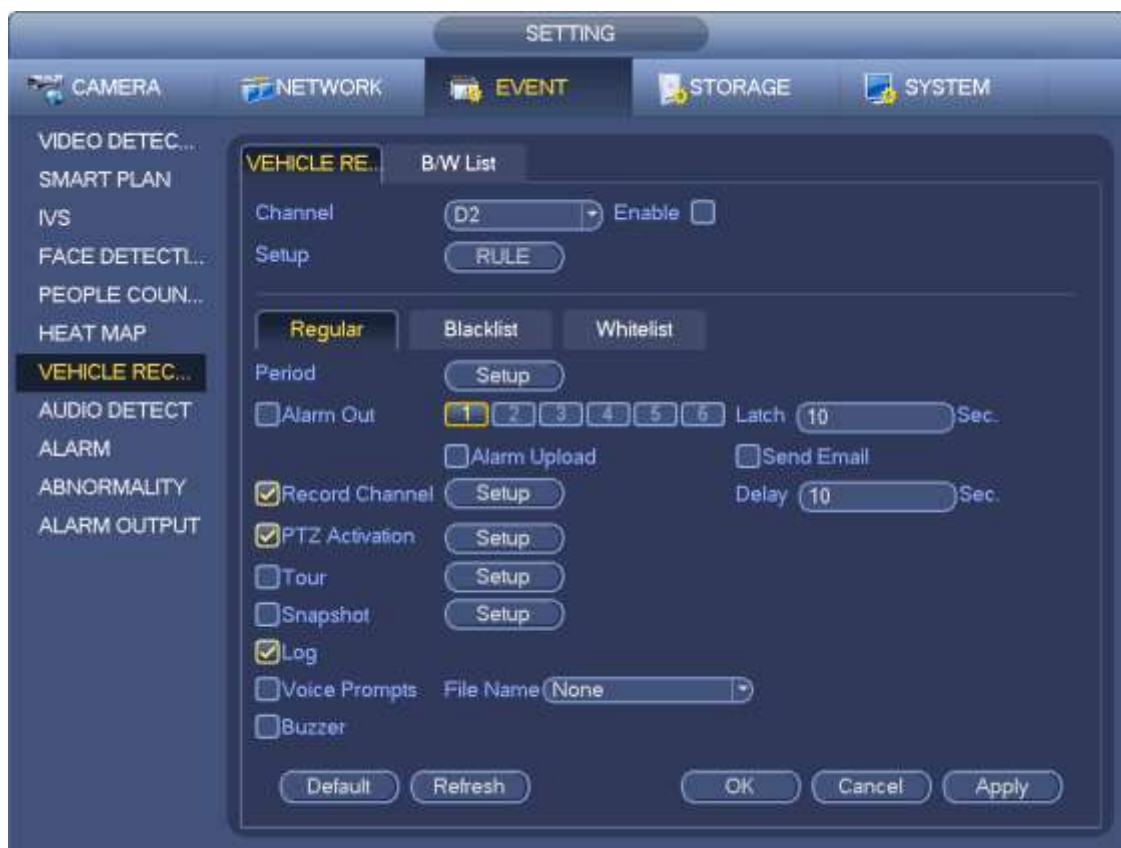 SETTING
CAMERA NETWORK EVENT STORAGE SYSTEM
VIDEO DETEC...
SMART PLAN
IVS
FACE DETECTI...
PEOPLE COUN...
HEAT MAP
VEHICLE REC...
AUDIO DETECT
ALARM
ABNORMALITY
ALARM OUTPUT
VEHICLE RE... B/W List
Channel D2 Enable
Setup RULE
Regular Blacklist Whitelist
Period Setup
Alarm Out 1 2 3 4 5 6 Latch 10 Sec.
Alarm Upload Send Email
Record Channel Setup Delay 10 Sec.
PTZ Activation Setup
Tour Setup
Snapshot Setup
Log
Voice Prompts File Name None
Buzzer
Default Refresh OK Cancel Apply